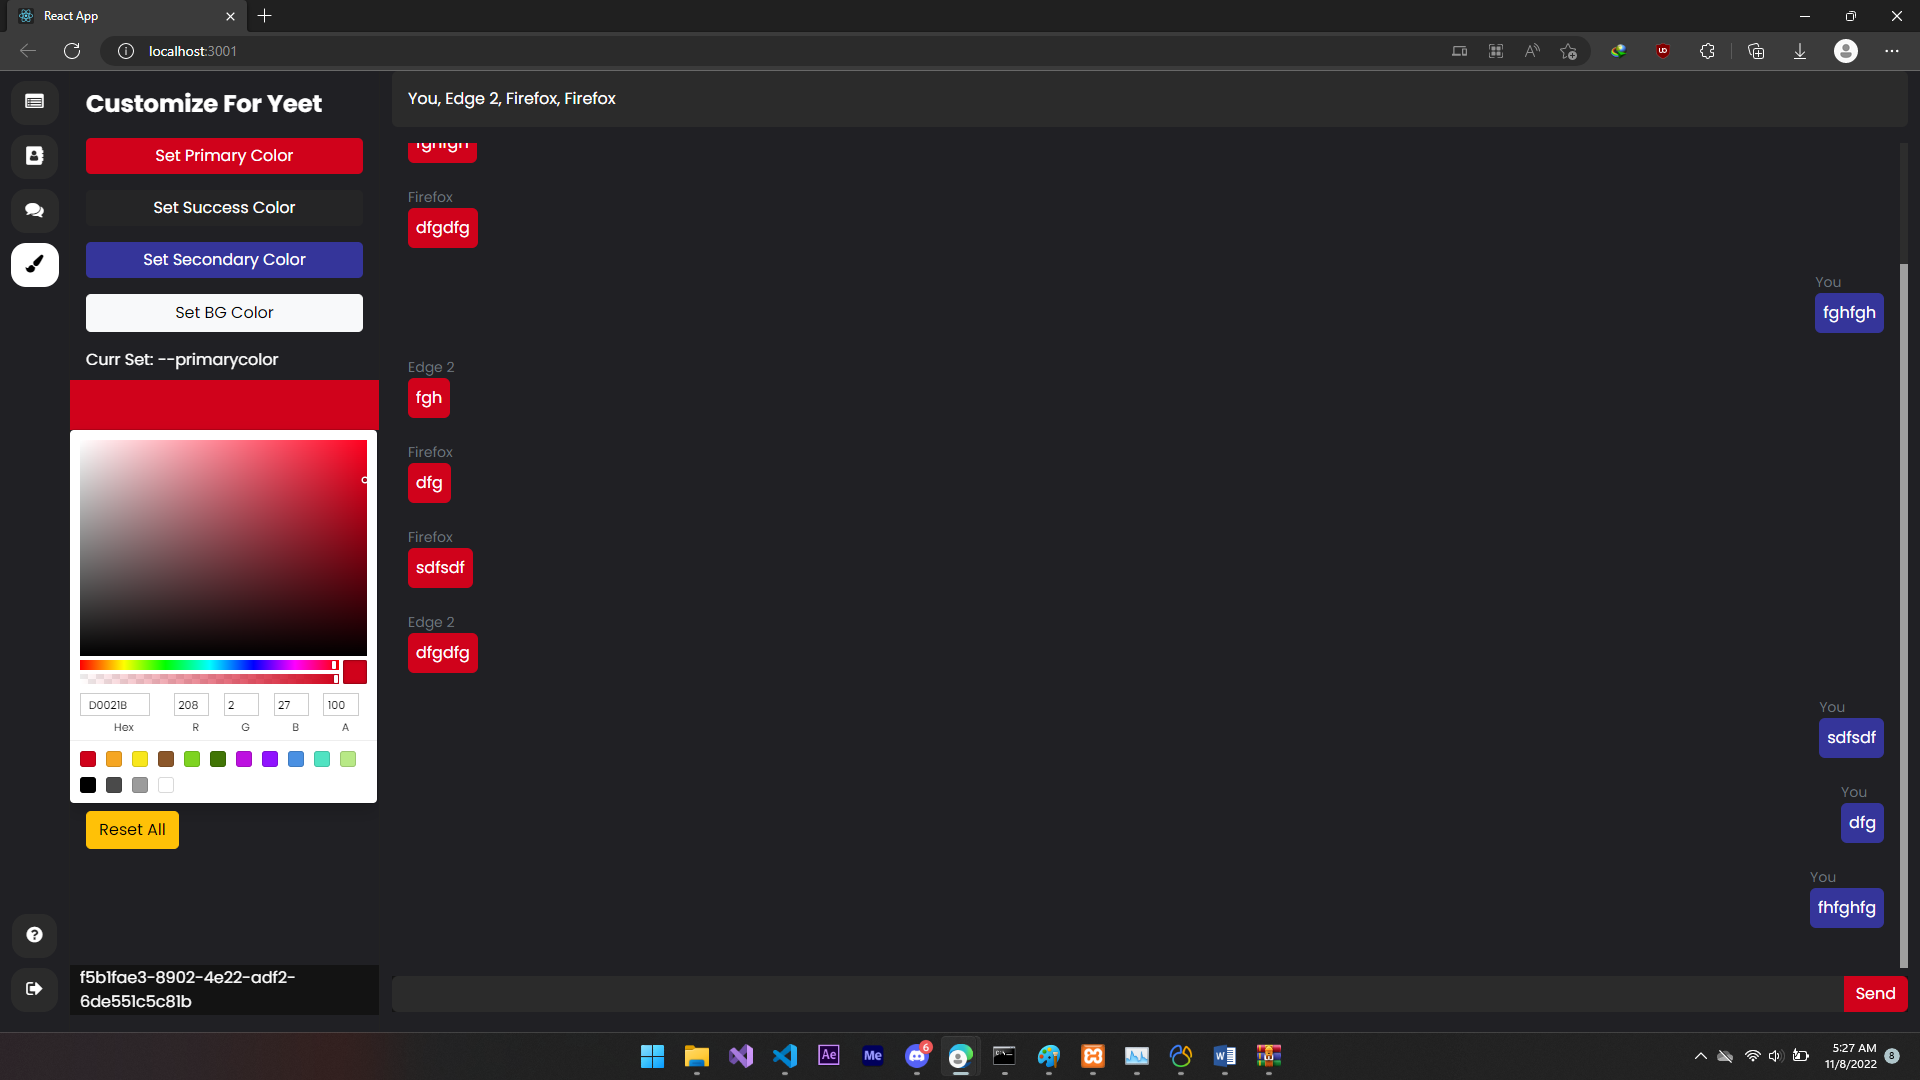 React App
localhost:3001
Customize For Yeet
Set Primary Color
Set Success Color
Set Secondary Color
Set BG Color
Curr Set: --primarycolor
D0021B
208
2
27
100
Hex
R
G
B
A
Reset All
f5b1fae3-8902-4e22-adf2-
6de551c5c81b
You, Edge 2, Firefox, Firefox
fghfgh
Firefox
dfgdfg
You
fghfgh
Edge 2
fgh
Firefox
dfg
Firefox
sdfsdf
Edge 2
dfgdfg
You
sdfsdf
You
dfg
You
fhfghfg
Send
Ae
Me
6
5:27 AM
11/8/2022
8